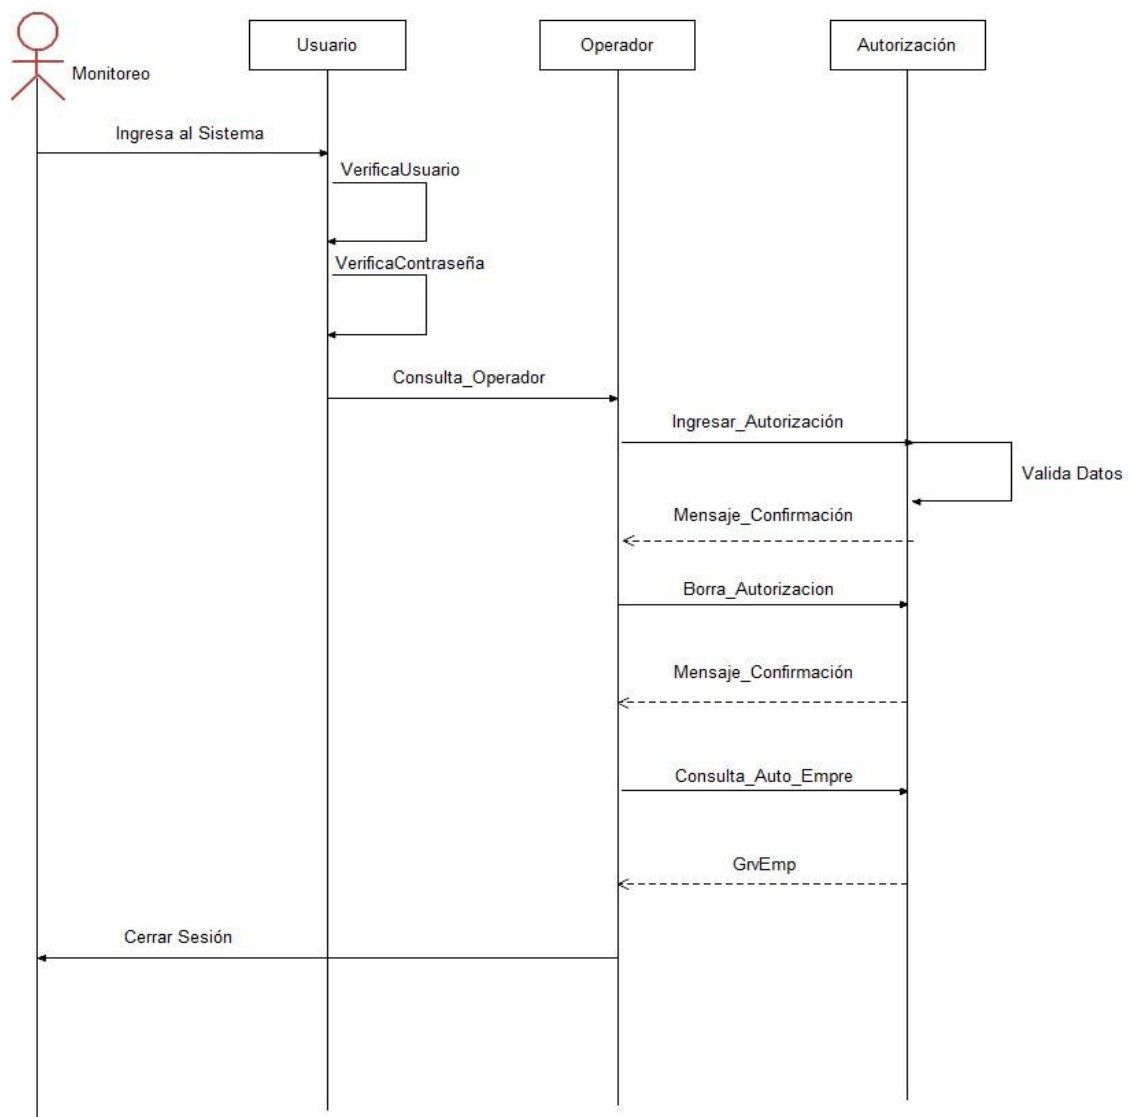 Usuario
Operador
Autorización
Monitoreo
Ingresa al Sistema
VerificaUsuario
VerificaContraseña
Consulta_Operador
Ingresar_Autorización
Valida Datos
Mensaje_Confirmación
Borra_Autorizacion
Mensaje_Confirmación
Consulta_Auto_Empre
GrvEmp
Cerrar Sesión